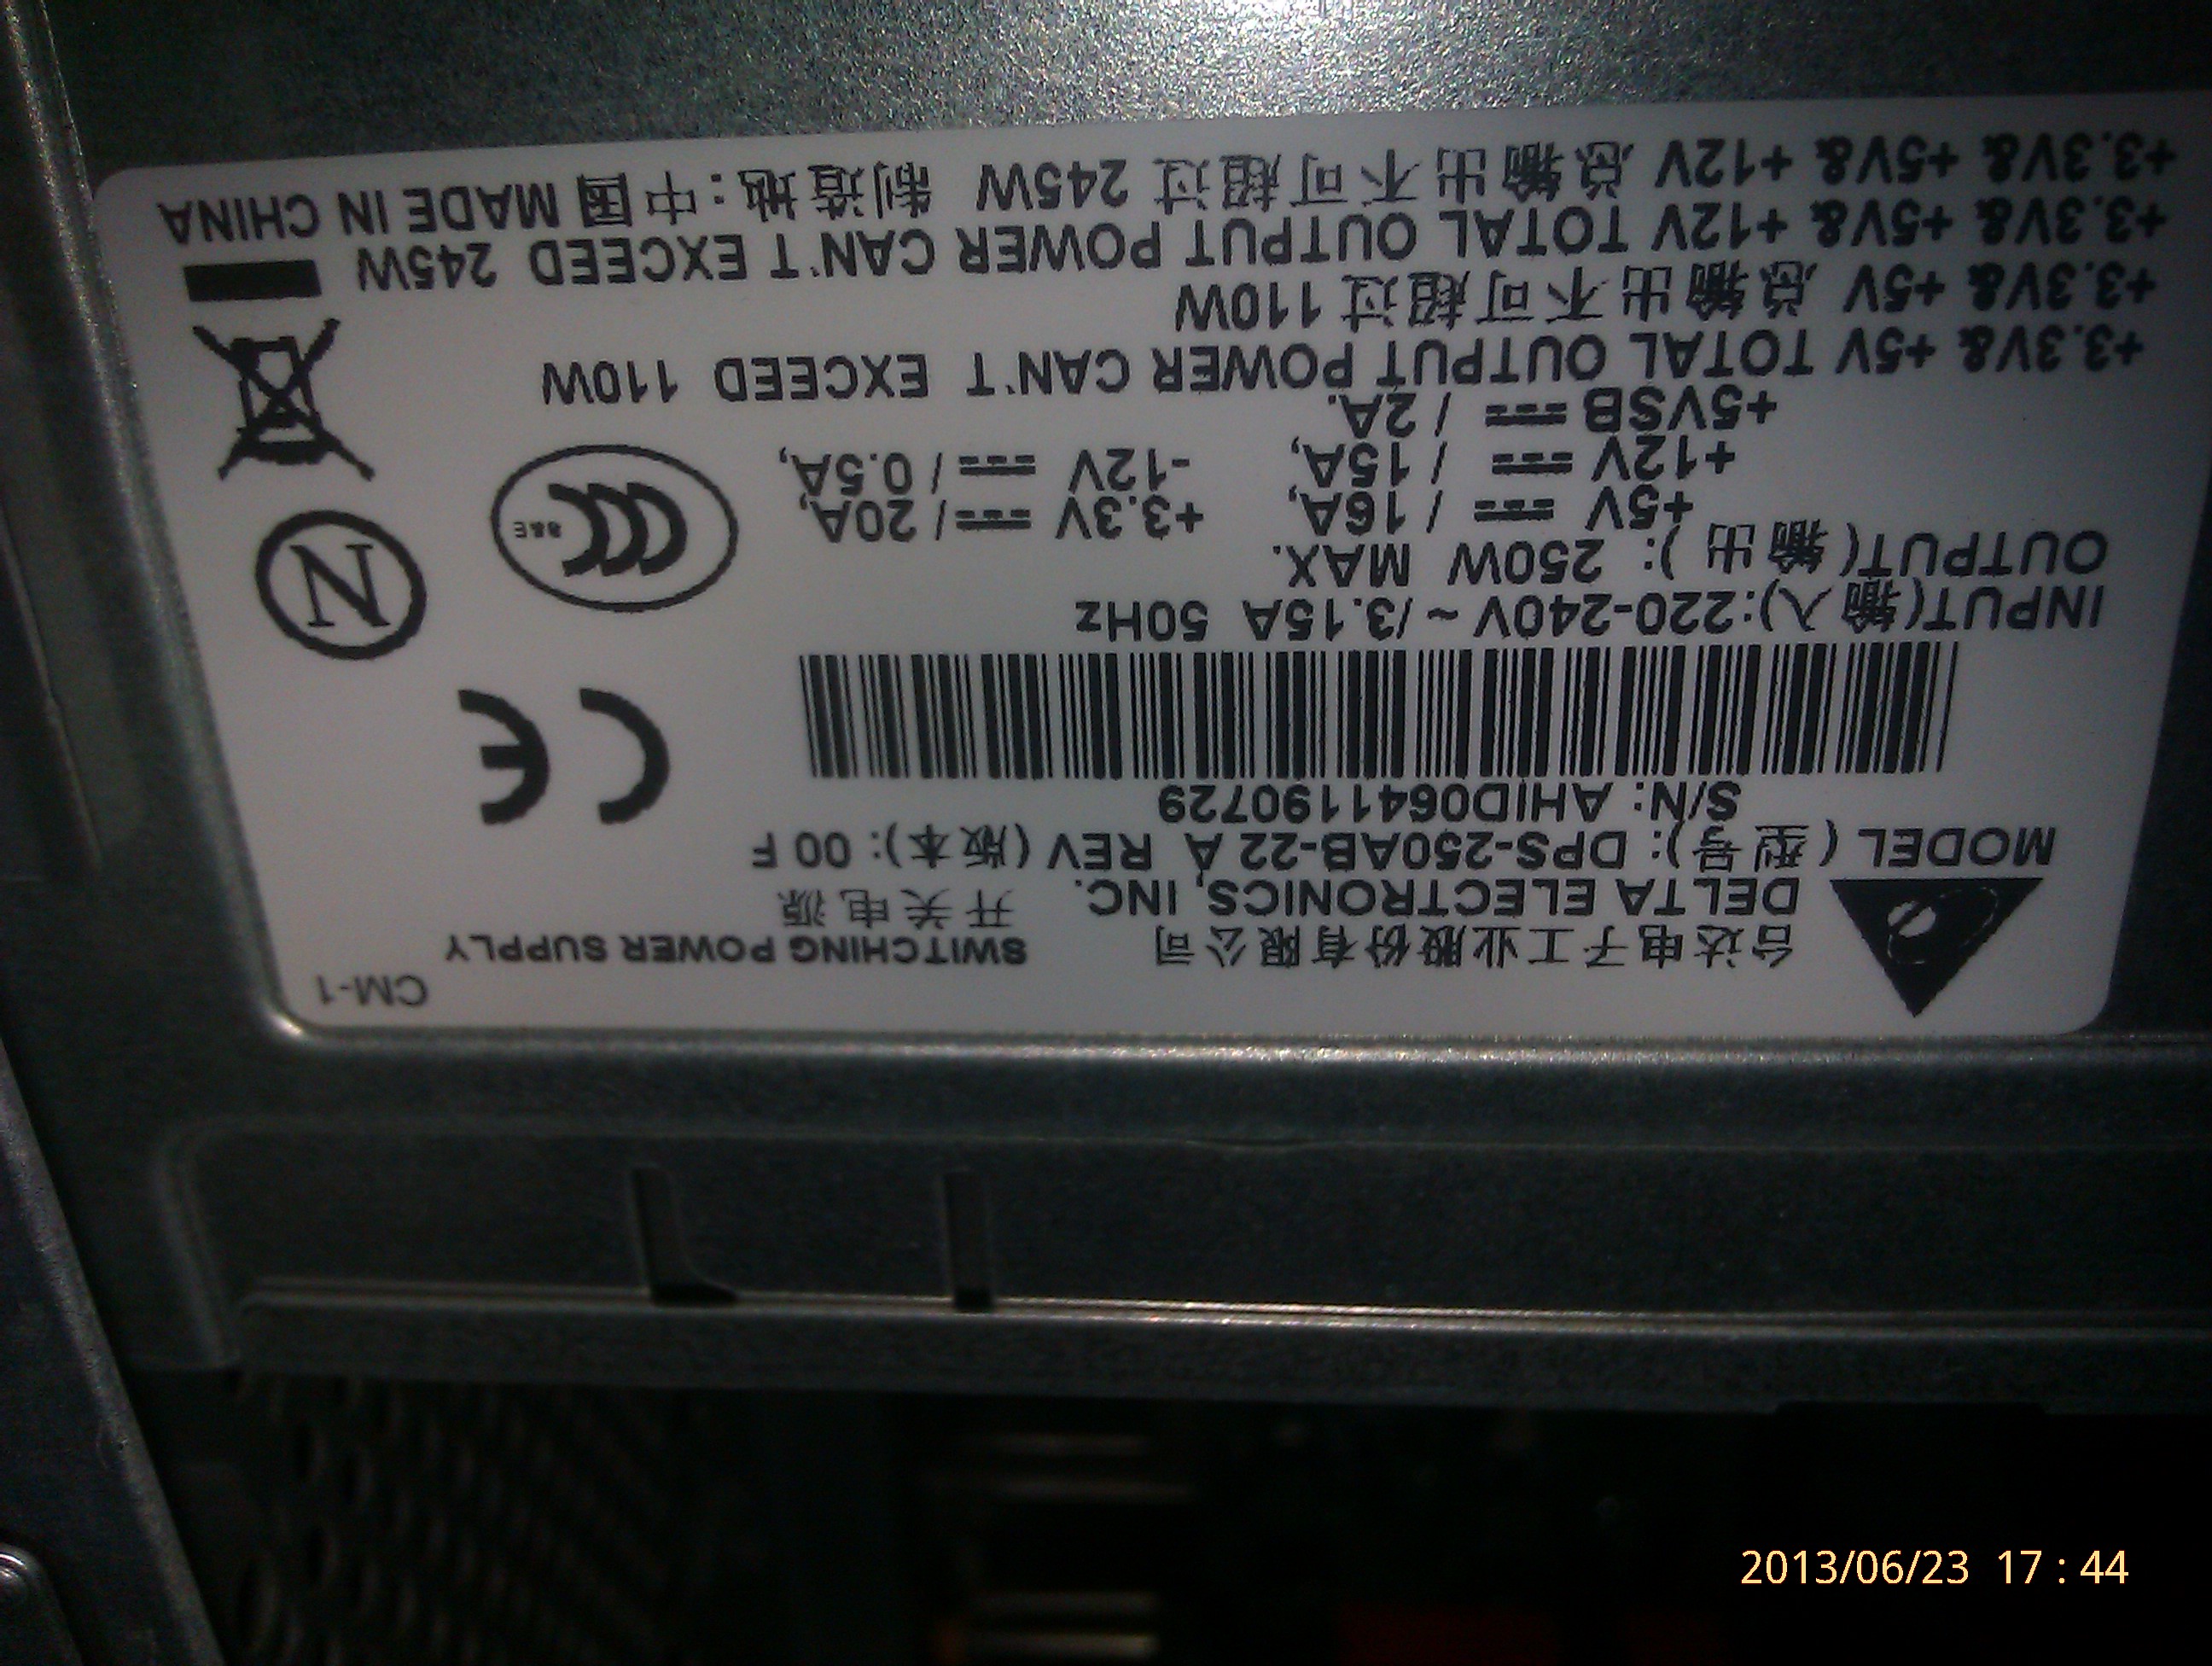 CM-1
台达电子工业股份有限公司 SWITCHING POWER SUPPLY
DELTA ELECTRONICS, INC. 开关电源
MODEL (型号): DPS-250AB-22 A REV (版本): 00 F
S/N: AHID0641190729
CE
INPUT(输入):220-240V ~ /3.15A 50Hz
OUTPUT(输出): 250W MAX.
+5V ⎓ / 16A, +3.3V ⎓ / 20A,
+12V ⎓ / 15A, -12V ⎓ / 0.5A,
+5VSB ⎓ / 2A.
N
CCC S&E
+3.3V& +5V TOTAL OUTPUT POWER CAN'T EXCEED 110W
+3.3V& +5V 总输出不可超过 110W
+3.3V& +5V& +12V TOTAL OUTPUT POWER CAN'T EXCEED 245W
+3.3V& +5V& +12V 总输出不可超过 245W 制造地:中国 MADE IN CHINA
2013/06/23 17:44